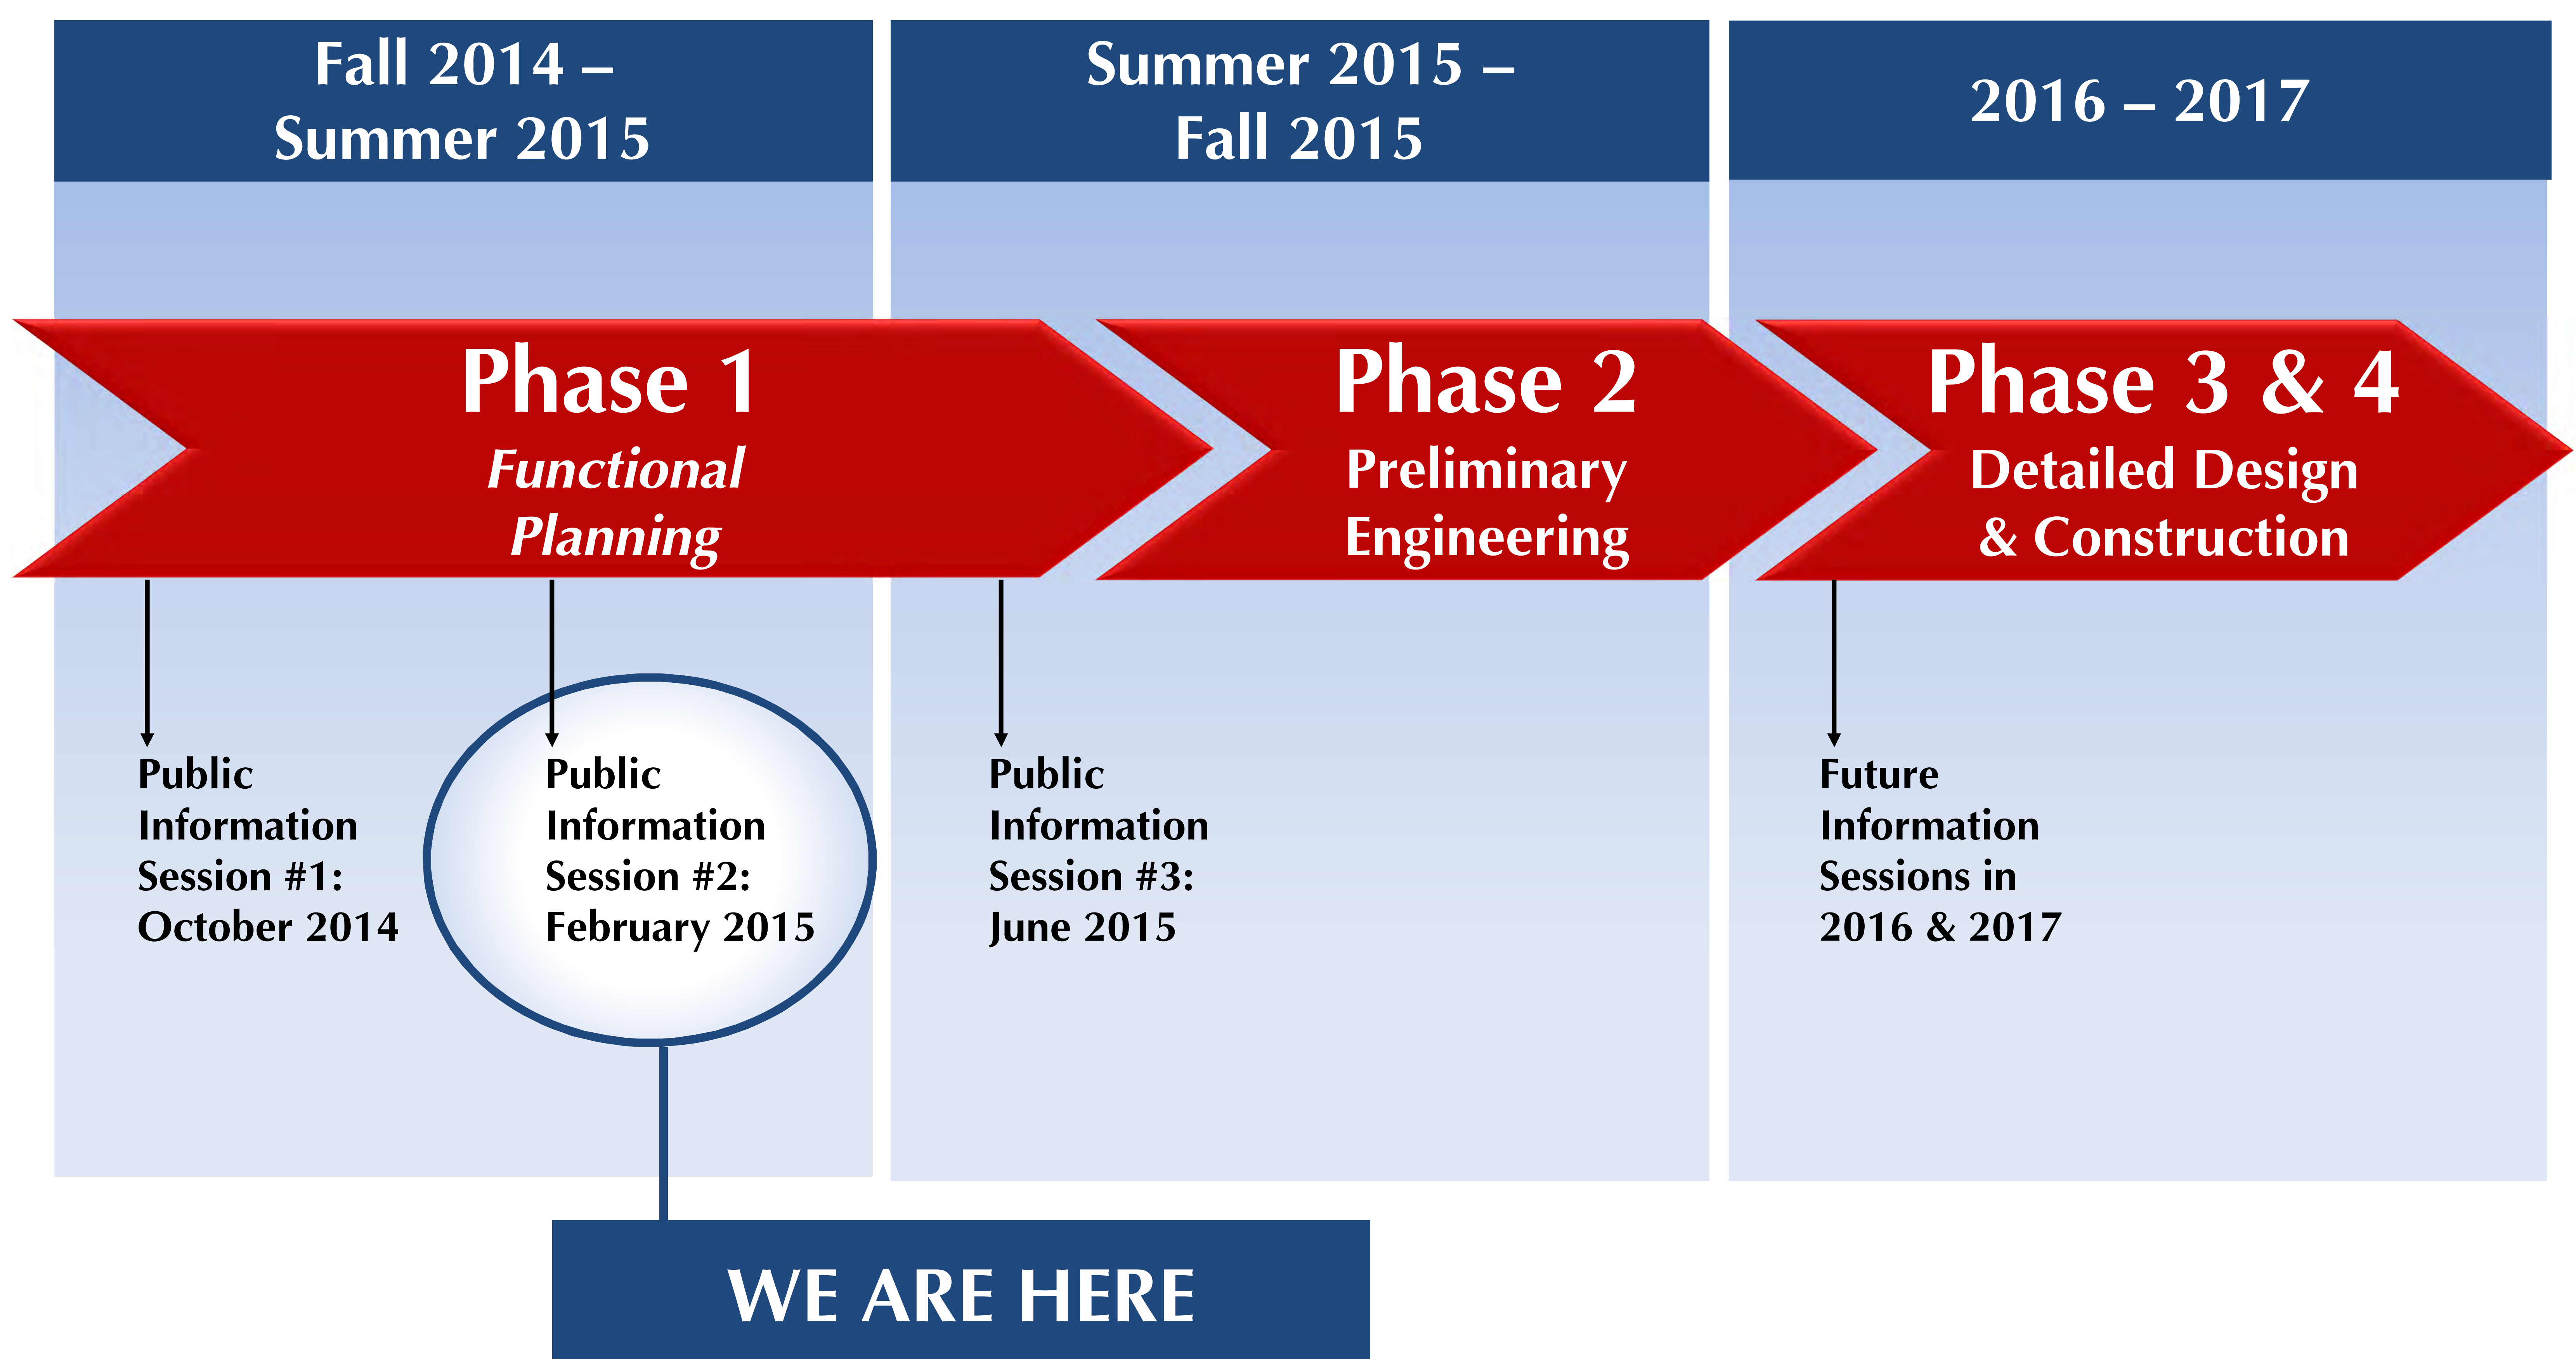 Fall 2014 –
Summer 2015
Summer 2015 –
Fall 2015
2016 – 2017
Phase 1
Functional
Planning
Phase 2
Preliminary
Engineering
Phase 3 & 4
Detailed Design
& Construction
Public
Information
Session #1:
October 2014
Public
Information
Session #2:
February 2015
Public
Information
Session #3:
June 2015
Future
Information
Sessions in
2016 & 2017
WE ARE HERE